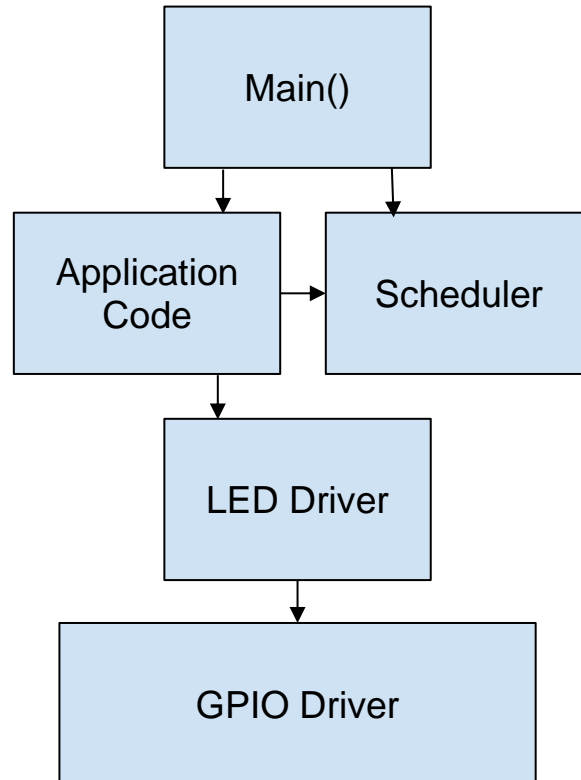 Main()
Application
Code
Scheduler
LED Driver
GPIO Driver